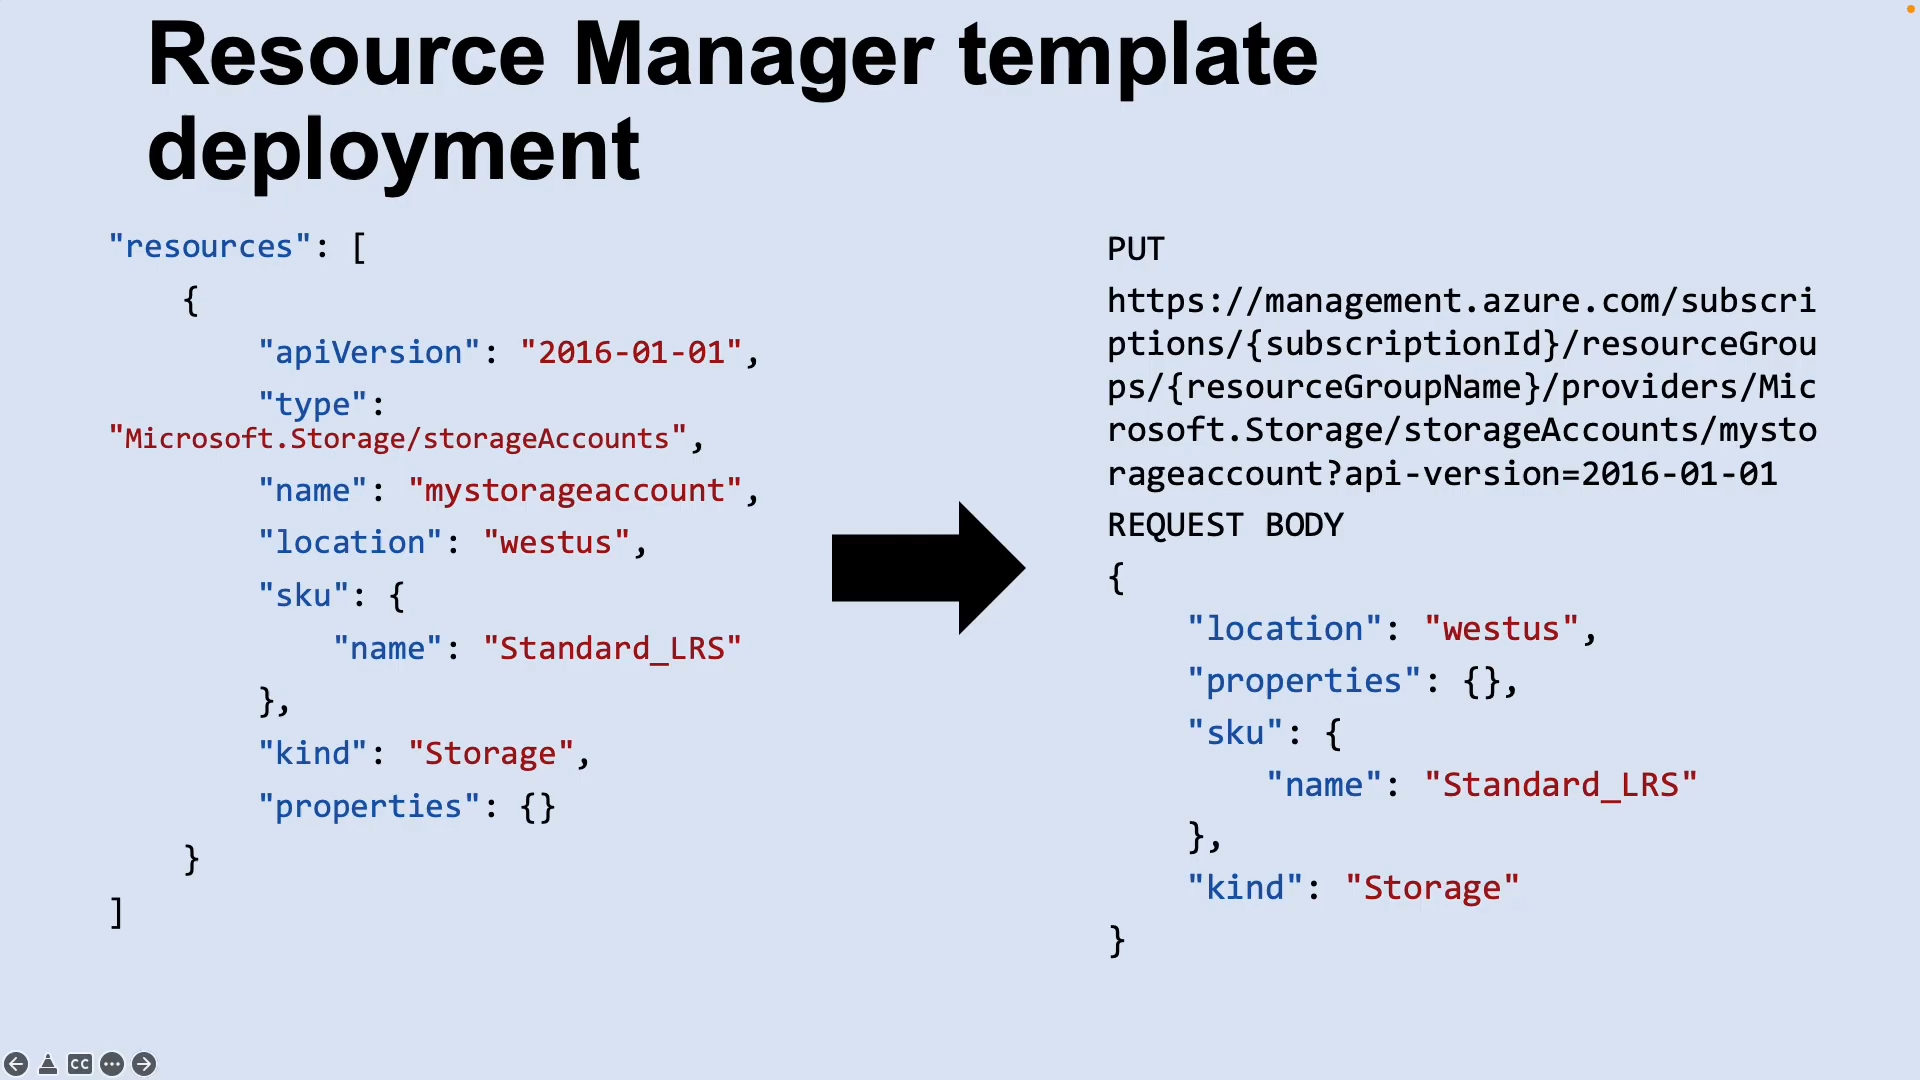 Resource Manager template
deployment
"resources": [
{
"apiVersion": "2016-01-01",
"type":
"Microsoft.Storage/storageAccounts",
"name": "mystorageaccount",
"location": "westus",
"sku": {
"name": "Standard_LRS"
},
"kind": "Storage",
"properties": {}
}
]
PUT
https://management.azure.com/subscri
ptions/{subscriptionId}/resourceGrou
ps/{resourceGroupName}/providers/Mic
rosoft.Storage/storageAccounts/mysto
rageaccount?api-version=2016-01-01
REQUEST BODY
{
"location": "westus",
"properties": {},
"sku": {
"name": "Standard_LRS"
},
"kind": "Storage"
}
CC